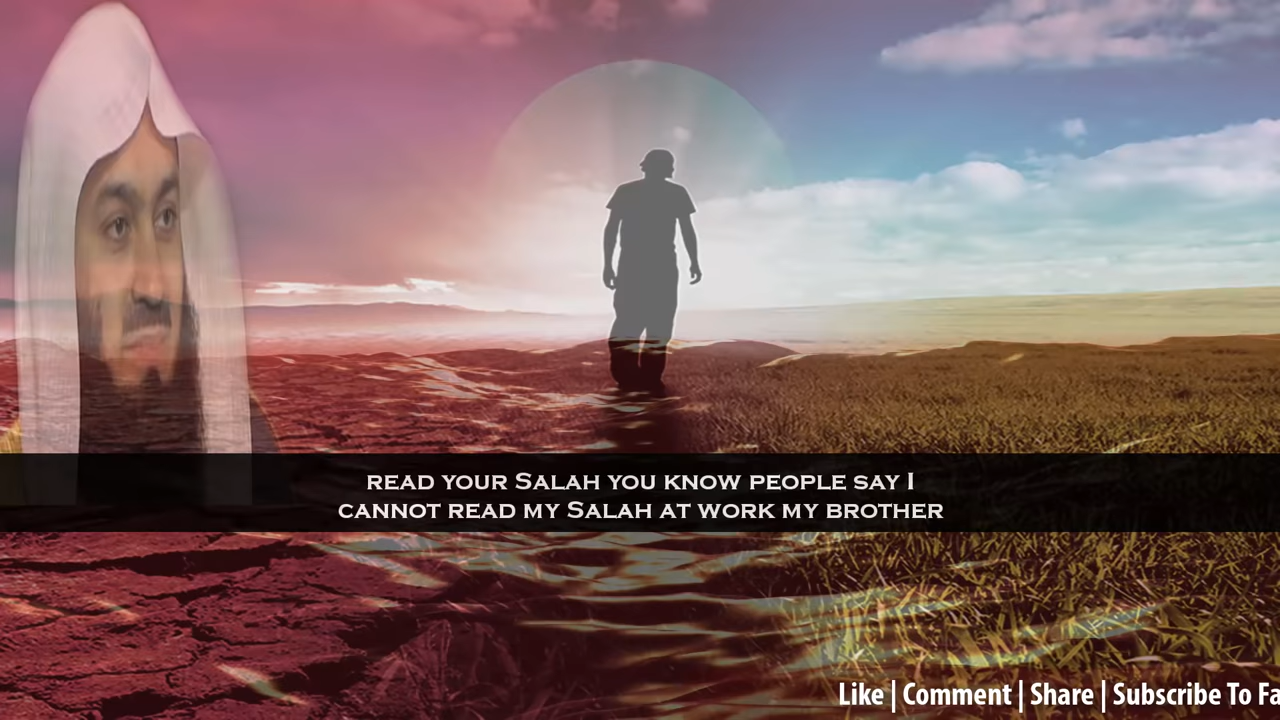 READ YOUR SALAH YOU KNOW PEOPLE SAY I
CANNOT READ MY SALAH AT WORK MY BROTHER
Like | Comment | Share | Subscribe To Fa